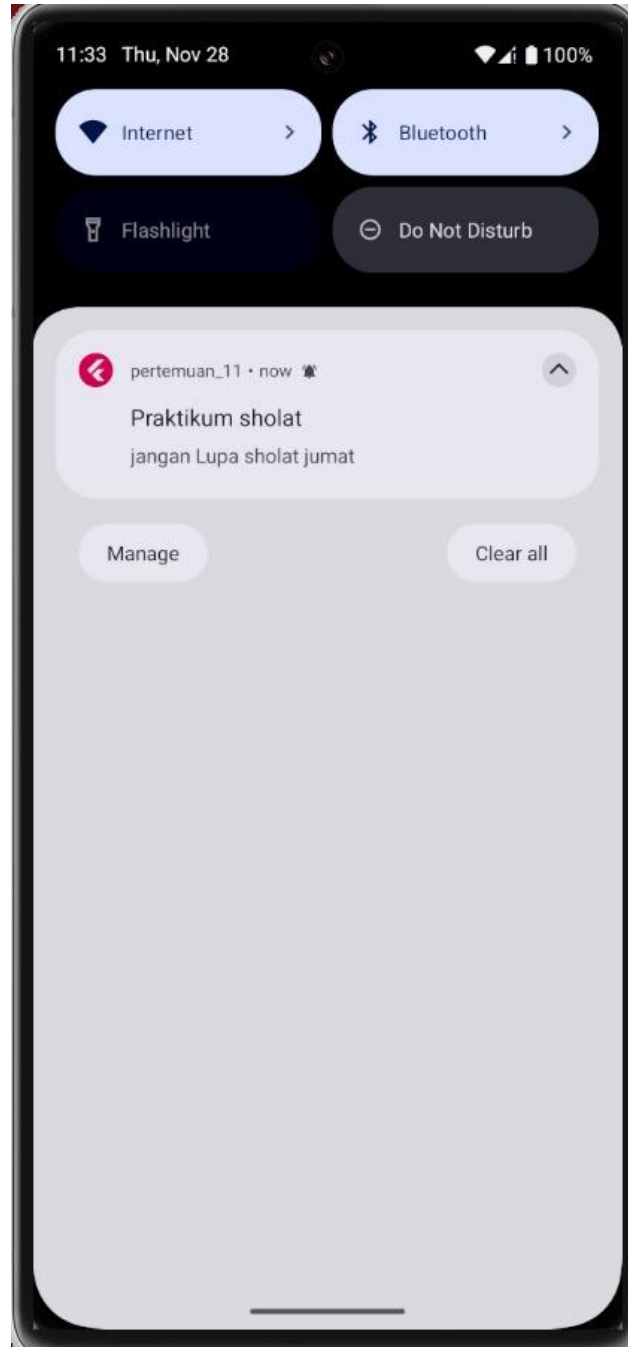 11:33 Thu, Nov 28 100%
Internet Bluetooth
Flashlight Do Not Disturb
pertemuan_11 • now
Praktikum sholat
jangan Lupa sholat jumat
Manage Clear all